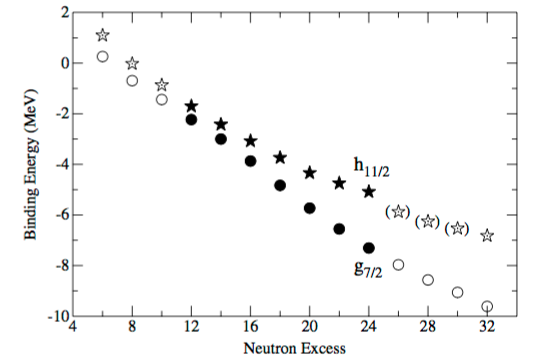 2
0
-2
-4
-6
-8
-10
Binding Energy (MeV)
h11/2
( ) ( ) ( )
g7/2
4 8 12 16 20 24 28 32
Neutron Excess